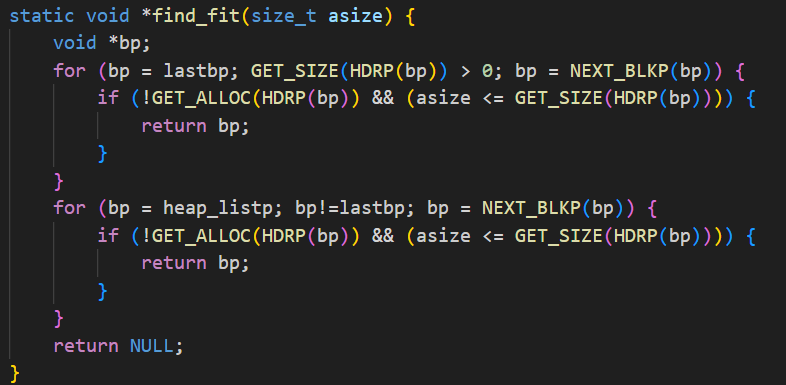 static void *find_fit(size_t asize) {
    void *bp;
    for (bp = lastbp; GET_SIZE(HDRP(bp)) > 0; bp = NEXT_BLKP(bp)) {
        if (!GET_ALLOC(HDRP(bp)) && (asize <= GET_SIZE(HDRP(bp)))) {
            return bp;
        }
    }
    for (bp = heap_listp; bp!=lastbp; bp = NEXT_BLKP(bp)) {
        if (!GET_ALLOC(HDRP(bp)) && (asize <= GET_SIZE(HDRP(bp)))) {
            return bp;
        }
    }
    return NULL;
}